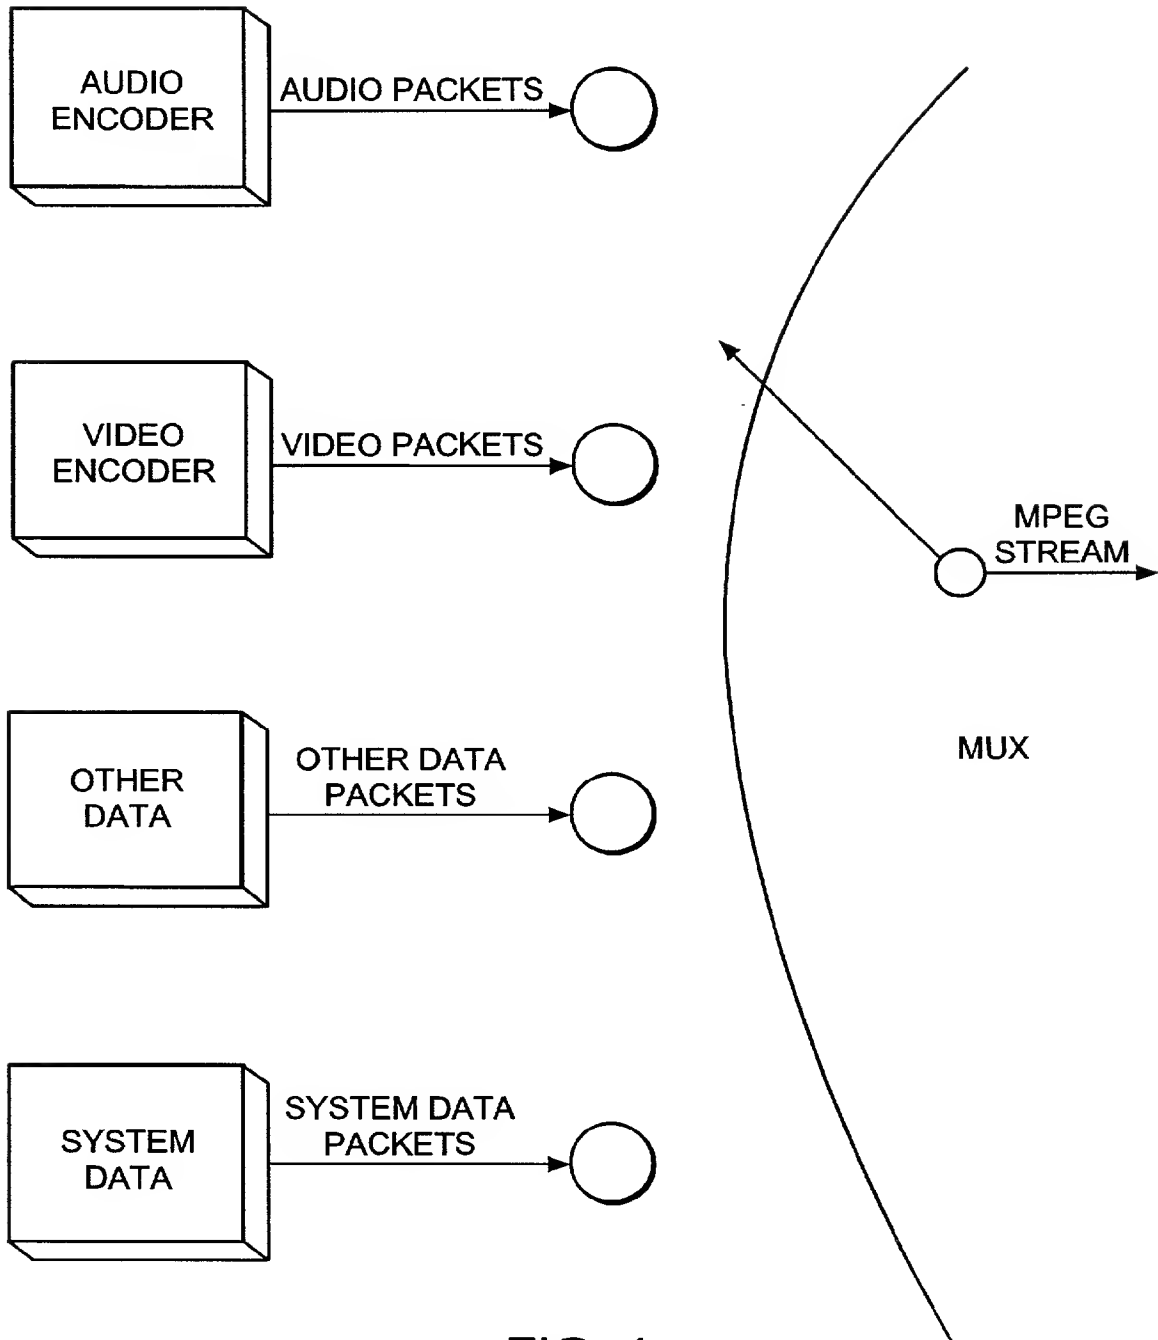 AUDIO
ENCODER
AUDIO PACKETS
VIDEO
ENCODER
VIDEO PACKETS
MPEG
STREAM
OTHER
DATA
OTHER DATA
PACKETS
MUX
SYSTEM
DATA
SYSTEM DATA
PACKETS